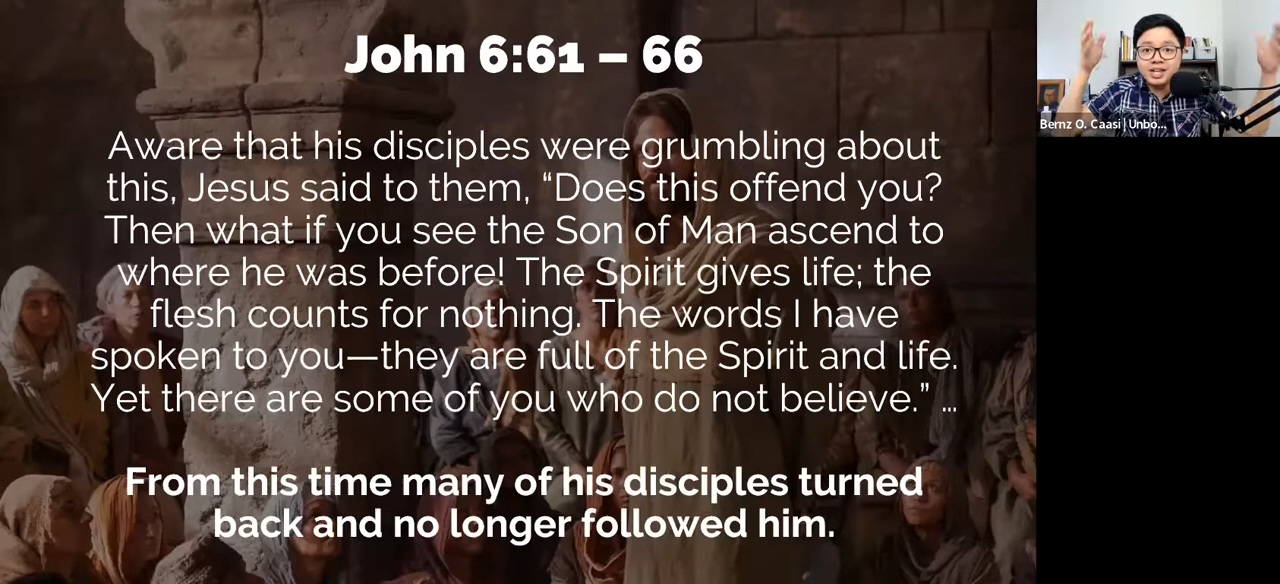 John 6:61 – 66
Aware that his disciples were grumbling about
this, Jesus said to them, “Does this offend you?
Then what if you see the Son of Man ascend to
where he was before! The Spirit gives life; the
flesh counts for nothing. The words I have
spoken to you—they are full of the Spirit and life.
Yet there are some of you who do not believe.” …
From this time many of his disciples turned
back and no longer followed him.
Bernz O. Caasi | Unbo...